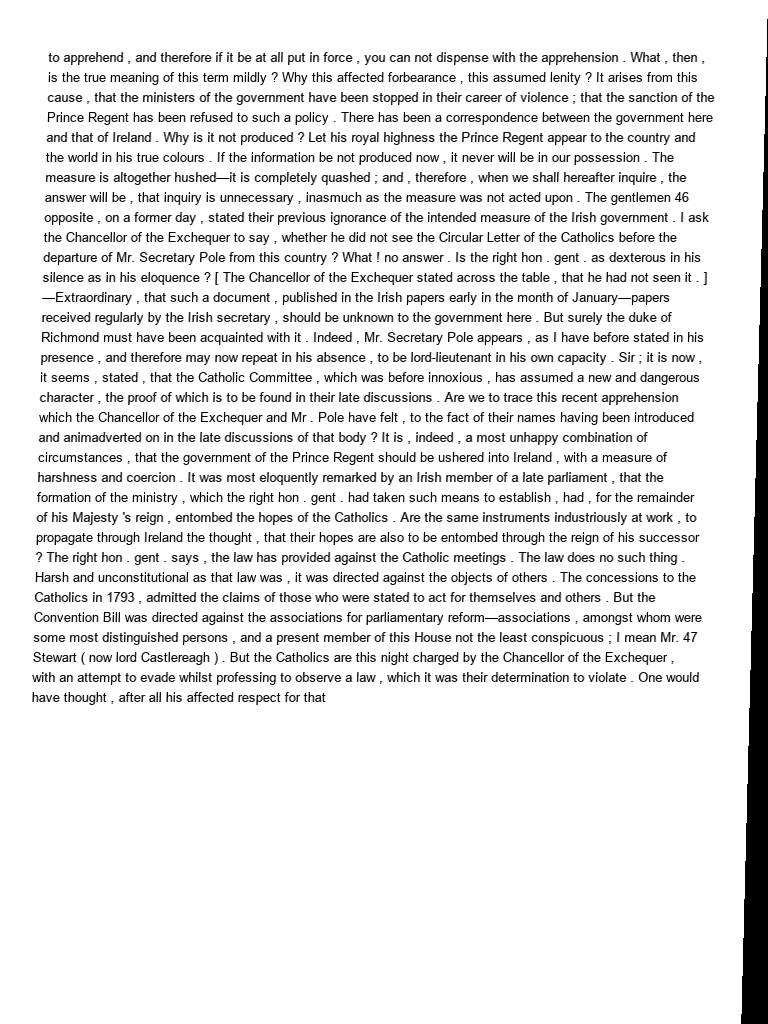 to apprehend , and therefore if it be at all put in force , you can not dispense with the apprehension . What , then ,
is the true meaning of this term mildly ? Why this affected forbearance , this assumed lenity ? It arises from this
cause , that the ministers of the government have been stopped in their career of violence ; that the sanction of the
Prince Regent has been refused to such a policy . There has been a correspondence between the government here
and that of Ireland . Why is it not produced ? Let his royal highness the Prince Regent appear to the country and
the world in his true colours . If the information be not produced now , it never will be in our possession . The
measure is altogether hushed—it is completely quashed ; and , therefore , when we shall hereafter inquire , the
answer will be , that inquiry is unnecessary , inasmuch as the measure was not acted upon . The gentlemen 46
opposite , on a former day , stated their previous ignorance of the intended measure of the Irish government . I ask
the Chancellor of the Exchequer to say , whether he did not see the Circular Letter of the Catholics before the
departure of Mr. Secretary Pole from this country ? What ! no answer . Is the right hon . gent . as dexterous in his
silence as in his eloquence ? [ The Chancellor of the Exchequer stated across the table , that he had not seen it . ]
—Extraordinary , that such a document , published in the Irish papers early in the month of January—papers
received regularly by the Irish secretary , should be unknown to the government here . But surely the duke of
Richmond must have been acquainted with it . Indeed , Mr. Secretary Pole appears , as I have before stated in his
presence , and therefore may now repeat in his absence , to be lord-lieutenant in his own capacity . Sir ; it is now ,
it seems , stated , that the Catholic Committee , which was before innoxious , has assumed a new and dangerous
character , the proof of which is to be found in their late discussions . Are we to trace this recent apprehension
which the Chancellor of the Exchequer and Mr . Pole have felt , to the fact of their names having been introduced
and animadverted on in the late discussions of that body ? It is , indeed , a most unhappy combination of
circumstances , that the government of the Prince Regent should be ushered into Ireland , with a measure of
harshness and coercion . It was most eloquently remarked by an Irish member of a late parliament , that the
formation of the ministry , which the right hon . gent . had taken such means to establish , had , for the remainder
of his Majesty 's reign , entombed the hopes of the Catholics . Are the same instruments industriously at work , to
propagate through Ireland the thought , that their hopes are also to be entombed through the reign of his successor
? The right hon . gent . says , the law has provided against the Catholic meetings . The law does no such thing .
Harsh and unconstitutional as that law was , it was directed against the objects of others . The concessions to the
Catholics in 1793 , admitted the claims of those who were stated to act for themselves and others . But the
Convention Bill was directed against the associations for parliamentary reform—associations , amongst whom were
some most distinguished persons , and a present member of this House not the least conspicuous ; I mean Mr. 47
Stewart ( now lord Castlereagh ) . But the Catholics are this night charged by the Chancellor of the Exchequer ,
with an attempt to evade whilst professing to observe a law , which it was their determination to violate . One would
have thought , after all his affected respect for that